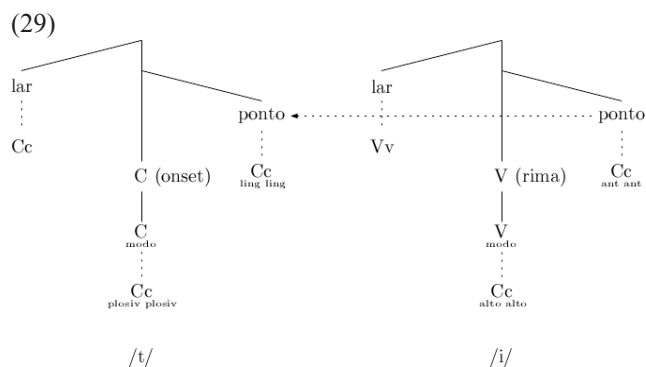 (29)
lar lar
ponto ponto
Cc Vv
C (onset) Cc V (rima) Cc
ling ling ant ant
C V
modo modo
Cc Cc
plosiv plosiv alto alto
/t/ /i/